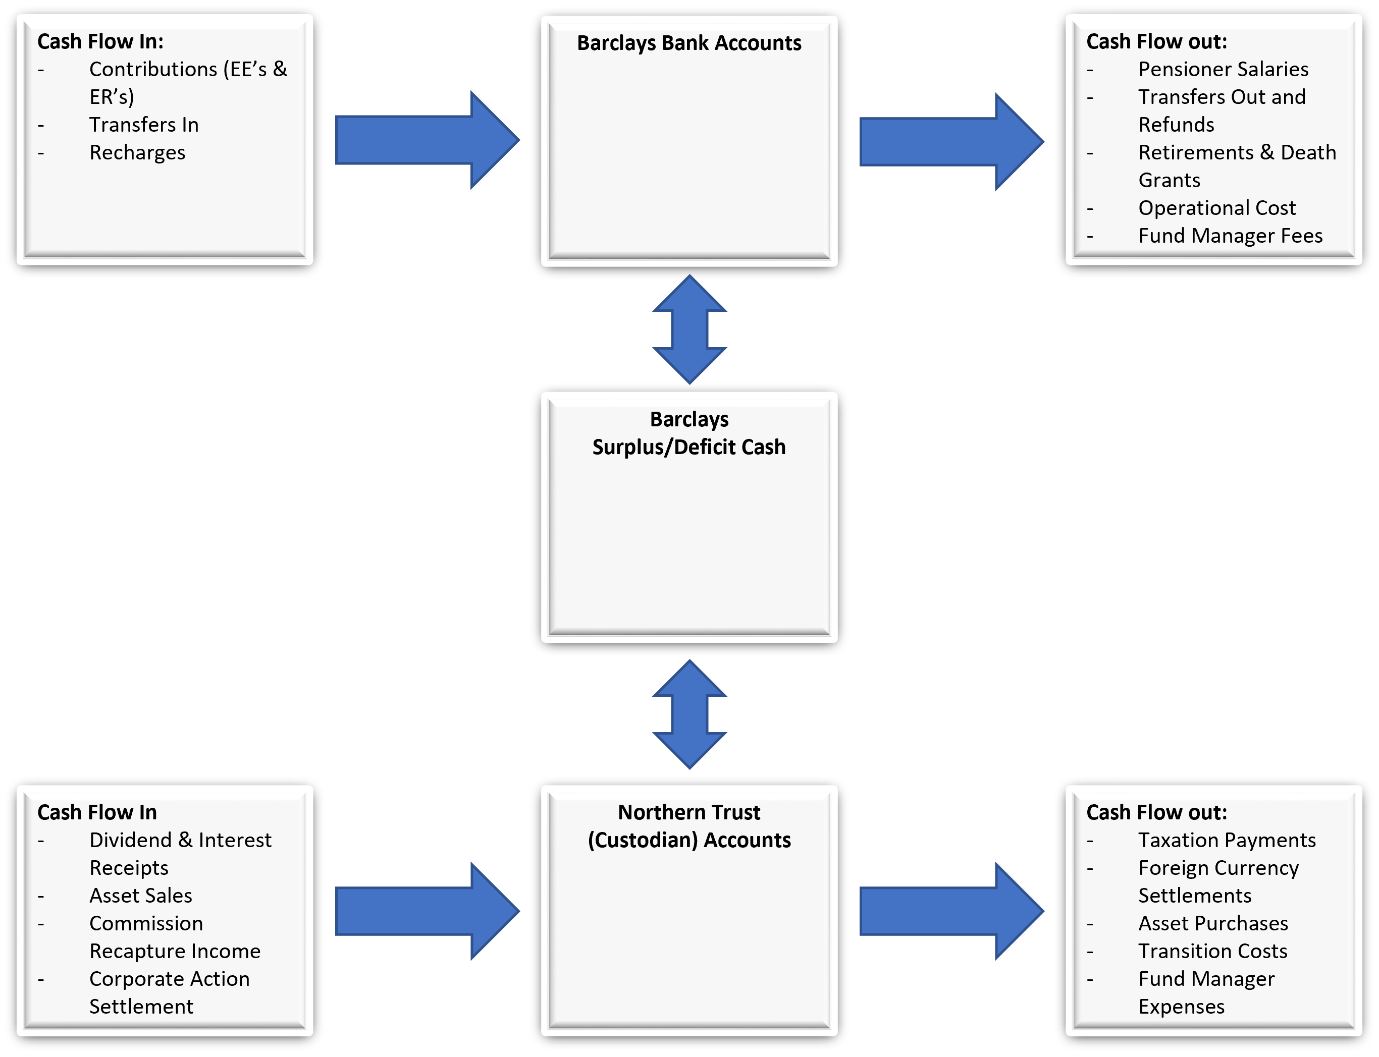 Cash Flow In:
- Contributions (EE’s &
ER’s)
- Transfers In
- Recharges
Barclays Bank Accounts
Cash Flow out:
- Pensioner Salaries
- Transfers Out and
Refunds
- Retirements & Death
Grants
- Operational Cost
- Fund Manager Fees
Barclays
Surplus/Deficit Cash
Cash Flow In
- Dividend & Interest
Receipts
- Asset Sales
- Commission
Recapture Income
- Corporate Action
Settlement
Northern Trust
(Custodian) Accounts
Cash Flow out:
- Taxation Payments
- Foreign Currency
Settlements
- Asset Purchases
- Transition Costs
- Fund Manager
Expenses